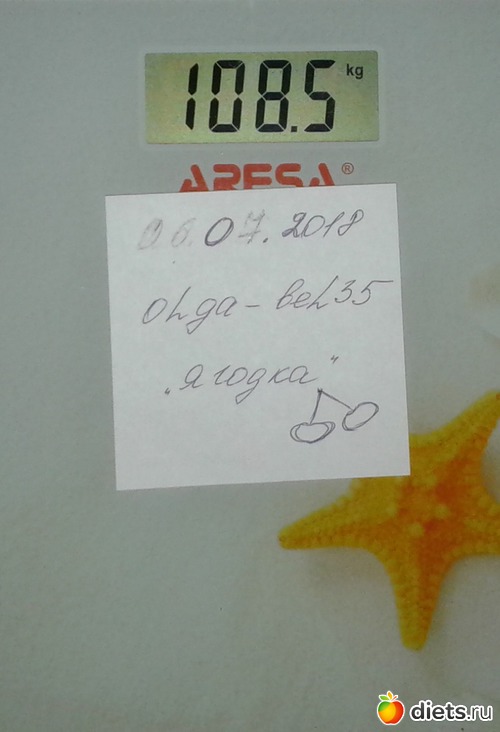 108.5 kg
ARESA®
06.07.2018
olga-bel35
„Ягодка"
diets.ru